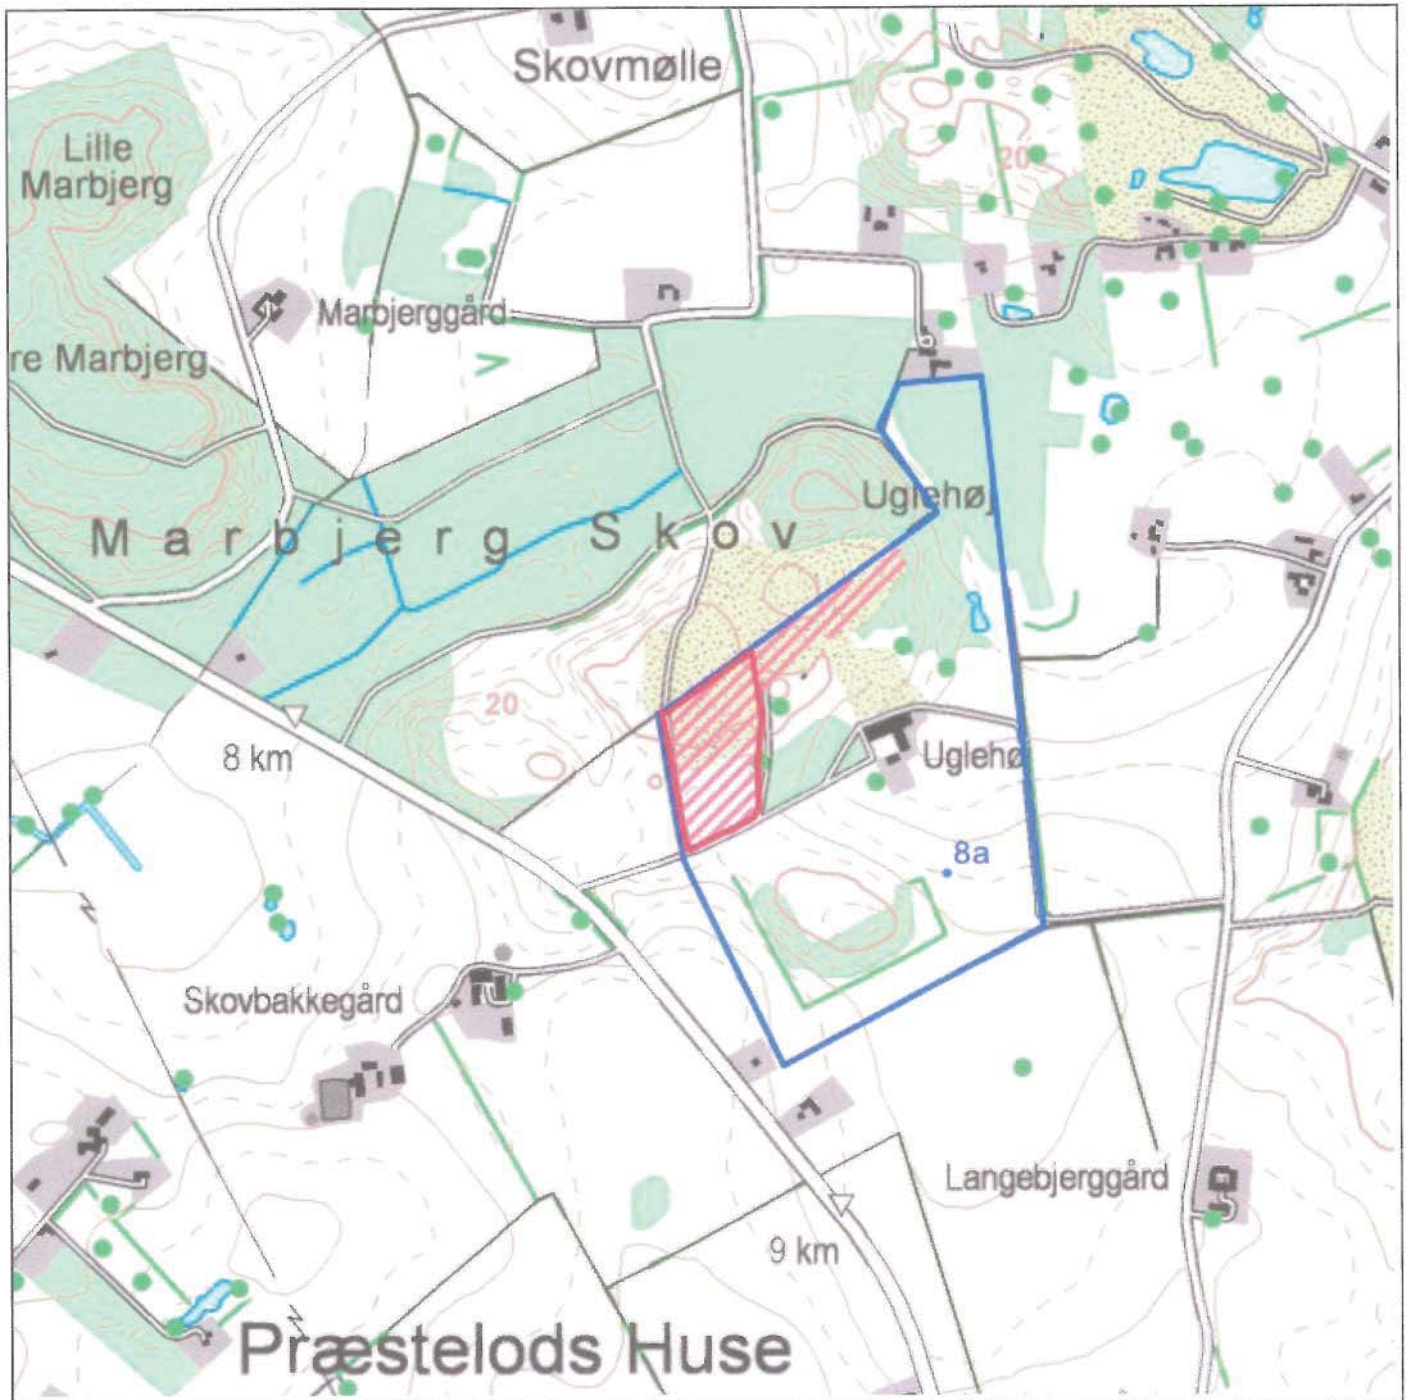 Skovmølle
Lille
Marbjerg
20
Marbjerggård
re Marbjerg
Uglehøj
Marbjerg Skov
20
8 km
Uglehø
8a
Skovbakkegård
Langebjerggård
9 km
Præstelods Huse